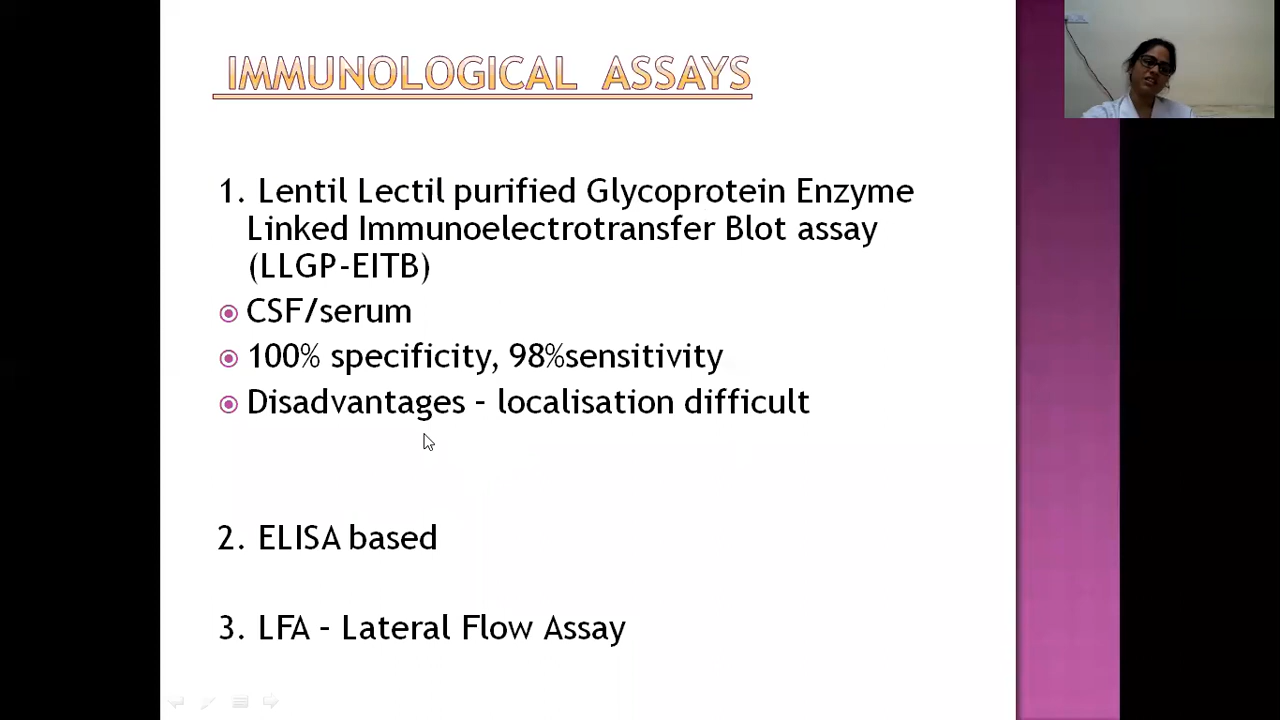 IMMUNOLOGICAL ASSAYS
1. Lentil Lectil purified Glycoprotein Enzyme
Linked Immunoelectrotransfer Blot assay
(LLGP-EITB)
CSF/serum
100% specificity, 98%sensitivity
Disadvantages – localisation difficult
2. ELISA based
3. LFA – Lateral Flow Assay